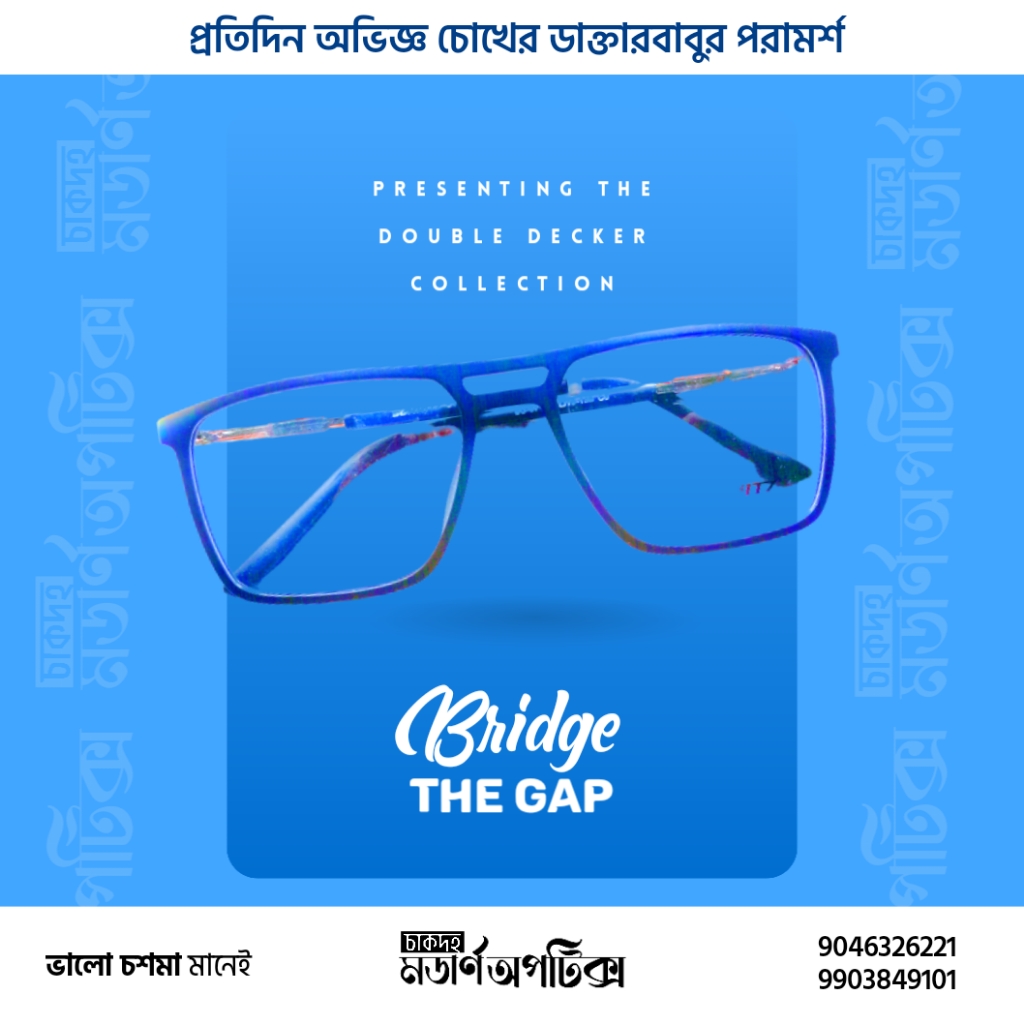 প্রতিদিন অভিজ্ঞ চোখের ডাক্তারবাবুর পরামর্শ
PRESENTING THE
DOUBLE DECKER
COLLECTION
Bridge
THE GAP
ভালো চশমা মানেই
চাকদহ
মডার্ণ অপটিক্স
9046326221
9903849101